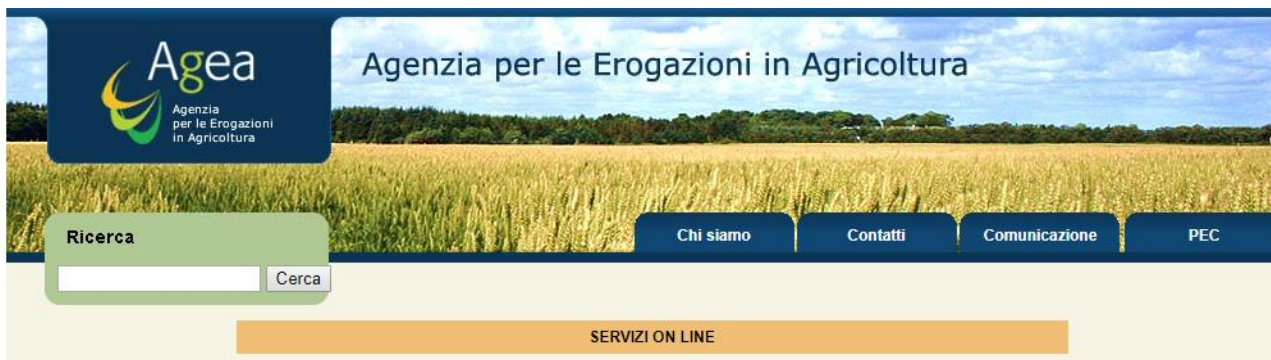 Agea
Agenzia
per le Erogazioni
in Agricoltura
Agenzia per le Erogazioni in Agricoltura
Ricerca
Cerca
Chi siamo
Contatti
Comunicazione
PEC
SERVIZI ON LINE